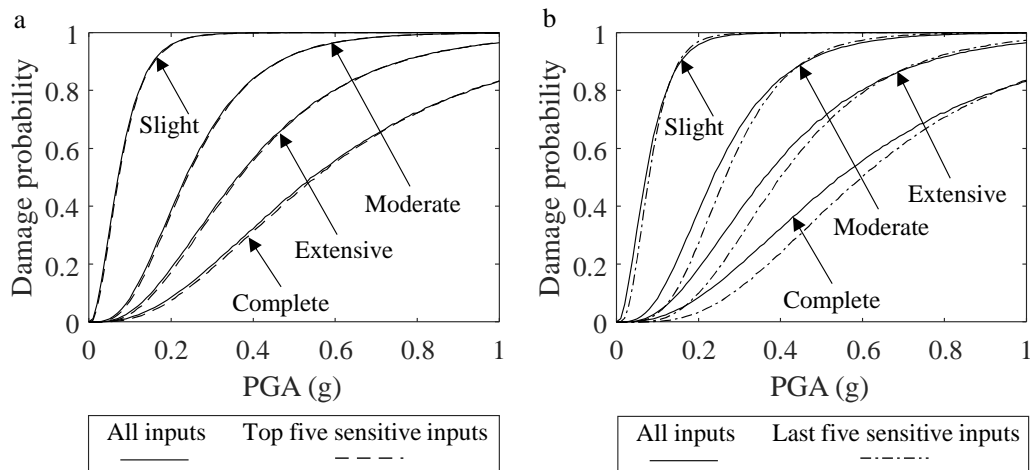 a
Damage probability
1
0.8
0.6
0.4
0.2
0
Slight
Moderate
Extensive
Complete
0 0.2 0.4 0.6 0.8 1
PGA (g)
All inputs Top five sensitive inputs
b
Damage probability
1
0.8
0.6
0.4
0.2
0
Slight
Extensive
Moderate
Complete
0 0.2 0.4 0.6 0.8 1
PGA (g)
All inputs Last five sensitive inputs